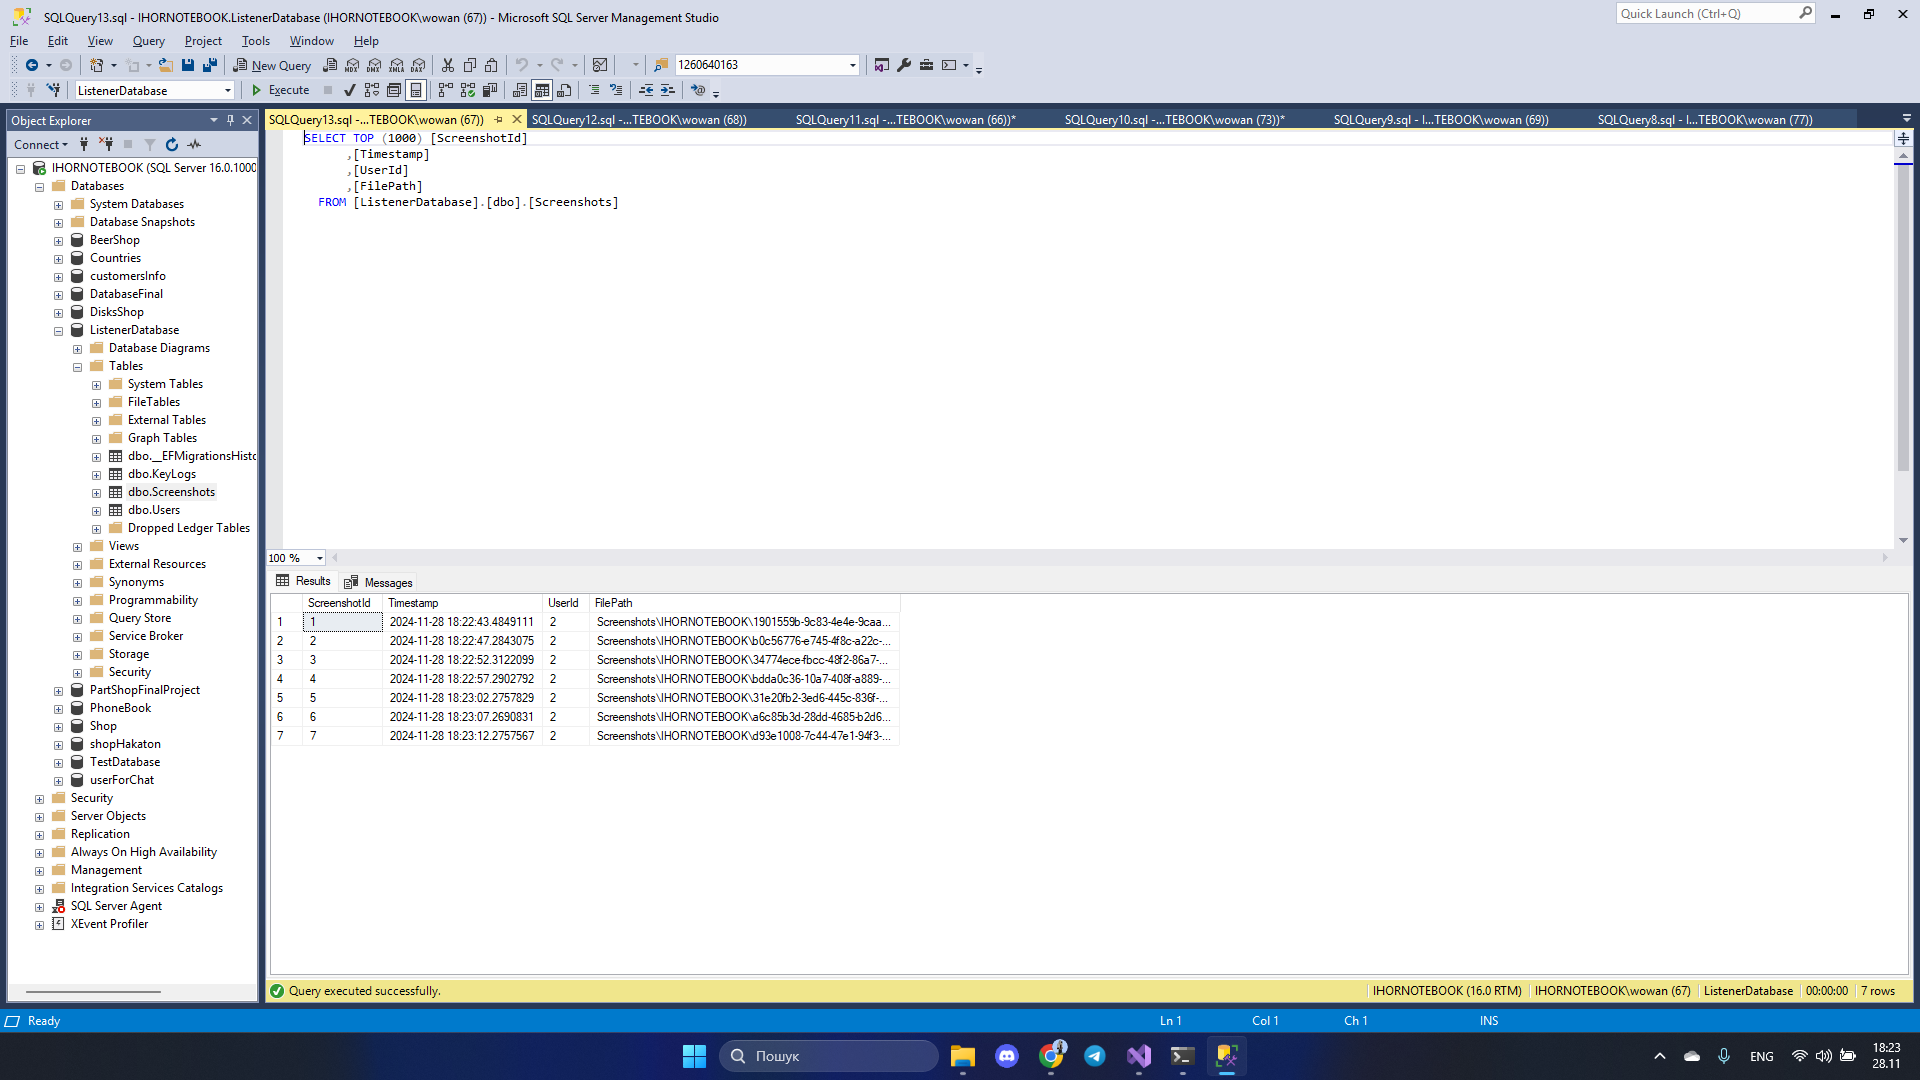 SQLQuery13.sql - IHORNOTEBOOK.ListenerDatabase (IHORNOTEBOOK\wowan (67)) - Microsoft SQL Server Management Studio
Quick Launch (Ctrl+Q)
File Edit View Query Project Tools Window Help
New Query
MDX DMX XMLA DAX
1260640163
ListenerDatabase
Execute
Object Explorer
SQLQuery13.sql -...TEBOOK\wowan (67))
SQLQuery12.sql -...TEBOOK\wowan (68))
SQLQuery11.sql -...TEBOOK\wowan (66))*
SQLQuery10.sql -...TEBOOK\wowan (73))*
SQLQuery9.sql - I...TEBOOK\wowan (69))
SQLQuery8.sql - I...TEBOOK\wowan (77))
Connect
IHORNOTEBOOK (SQL Server 16.0.1000
Databases
System Databases
Database Snapshots
BeerShop
Countries
customersInfo
DatabaseFinal
DisksShop
ListenerDatabase
Database Diagrams
Tables
System Tables
FileTables
External Tables
Graph Tables
dbo.__EFMigrationsHisto
dbo.KeyLogs
dbo.Screenshots
dbo.Users
Dropped Ledger Tables
Views
External Resources
Synonyms
Programmability
Query Store
Service Broker
Storage
Security
PartShopFinalProject
PhoneBook
Shop
shopHakaton
TestDatabase
userForChat
Security
Server Objects
Replication
Always On High Availability
Management
Integration Services Catalogs
SQL Server Agent
XEvent Profiler
SELECT TOP (1000) [ScreenshotId]
,[Timestamp]
,[UserId]
,[FilePath]
FROM [ListenerDatabase].[dbo].[Screenshots]
100 %
Results Messages
ScreenshotId Timestamp UserId FilePath
1 1 2024-11-28 18:22:43.4849111 2 Screenshots\IHORNOTEBOOK\1901559b-9c83-4e4e-9caa...
2 2 2024-11-28 18:22:47.2843075 2 Screenshots\IHORNOTEBOOK\b0c56776-e745-4f8c-a22c-...
3 3 2024-11-28 18:22:52.3122099 2 Screenshots\IHORNOTEBOOK\34774ece-fbcc-48f2-86a7-...
4 4 2024-11-28 18:22:57.2902792 2 Screenshots\IHORNOTEBOOK\bdda0c36-10a7-408f-a889-...
5 5 2024-11-28 18:23:02.2757829 2 Screenshots\IHORNOTEBOOK\31e20fb2-3ed6-445c-836f-...
6 6 2024-11-28 18:23:07.2690831 2 Screenshots\IHORNOTEBOOK\a6c85b3d-28dd-4685-b2d6...
7 7 2024-11-28 18:23:12.2757567 2 Screenshots\IHORNOTEBOOK\d93e1008-7c44-47e1-94f3-...
Query executed successfully.
IHORNOTEBOOK (16.0 RTM) IHORNOTEBOOK\wowan (67) ListenerDatabase 00:00:00 7 rows
Ready
Ln 1 Col 1 Ch 1 INS
Пошук
ENG
18:23
28.11